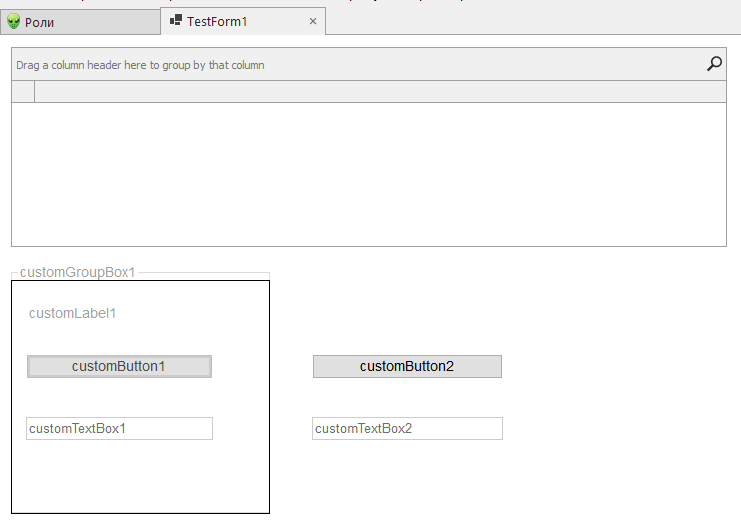 Роли
TestForm1
Drag a column header here to group by that column
customGroupBox1
customLabel1
customButton1
customButton2
customTextBox1
customTextBox2